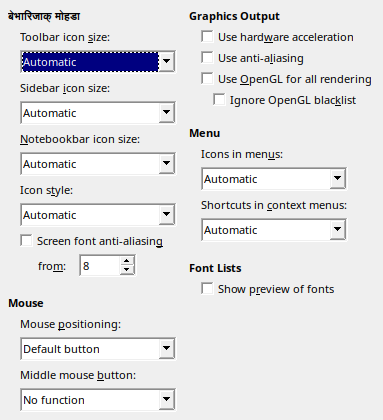 बेभारिजाक् मोहडा
Toolbar icon size:
Automatic
Sidebar icon size:
Automatic
Notebookbar icon size:
Automatic
Icon style:
Automatic
Screen font anti-aliasing
from: 8
Mouse
Mouse positioning:
Default button
Middle mouse button:
No function
Graphics Output
Use hardware acceleration
Use anti-aliasing
Use OpenGL for all rendering
Ignore OpenGL blacklist
Menu
Icons in menus:
Automatic
Shortcuts in context menus:
Automatic
Font Lists
Show preview of fonts